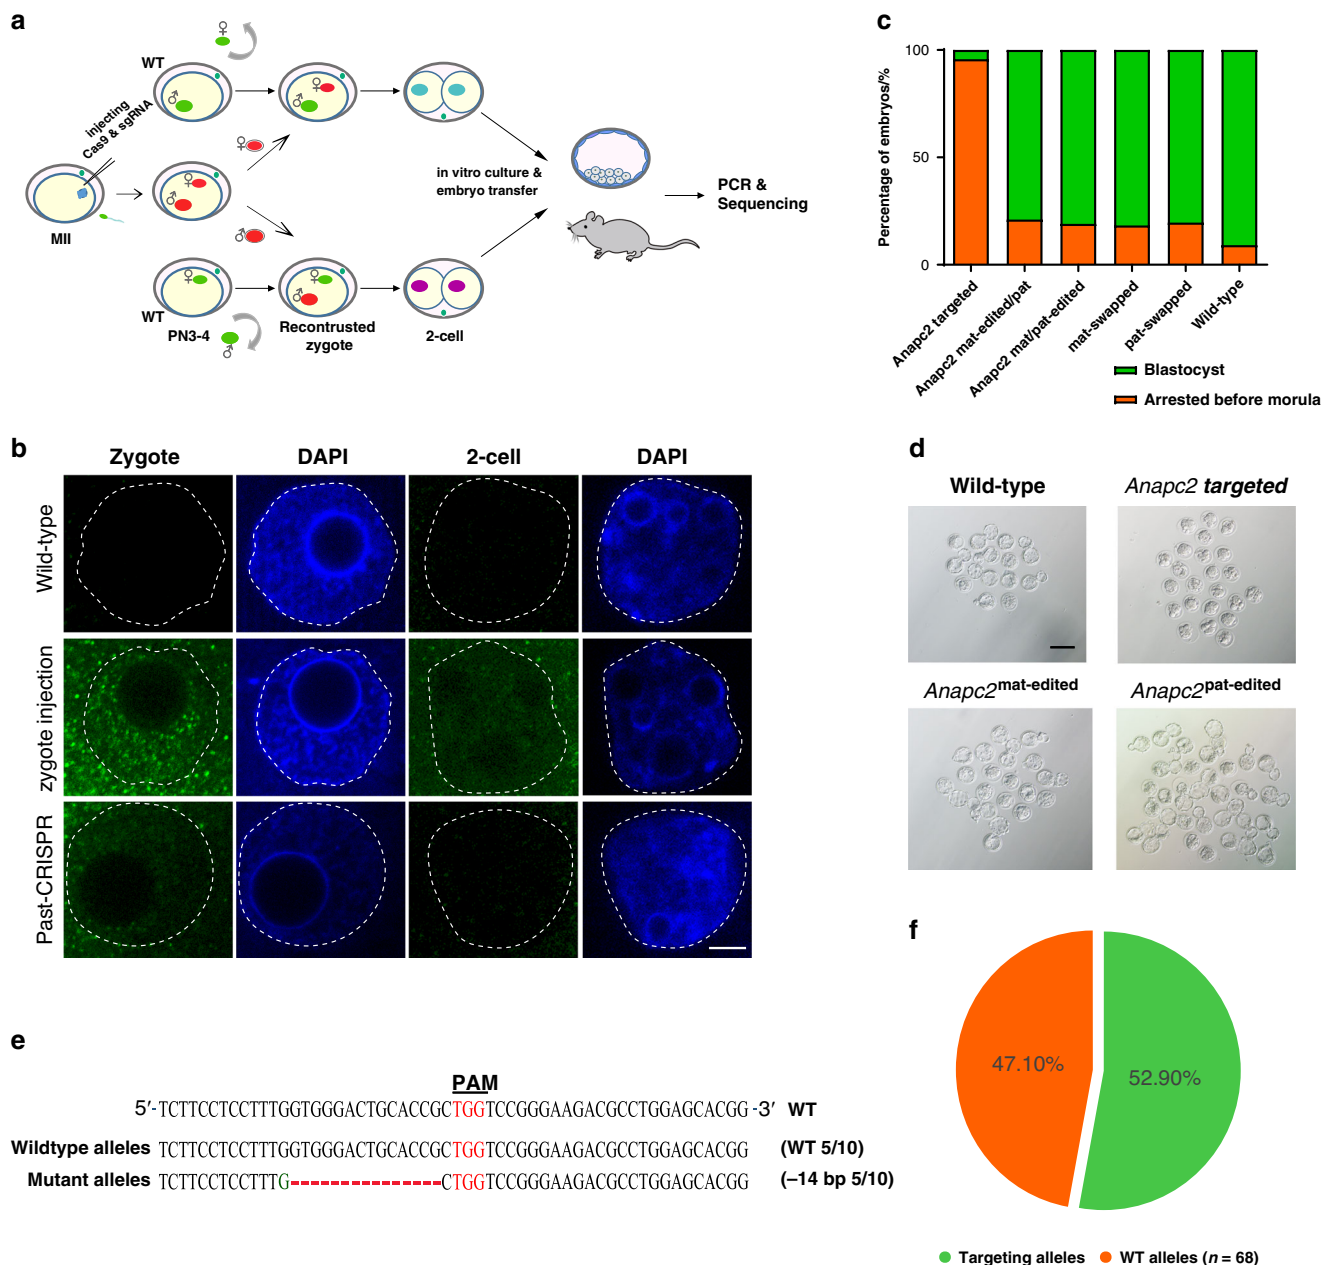 a
WT
injecting
Cas9 & sgRNA
MII
WT
PN3-4
Recontrusted
zygote
2-cell
in vitro culture &
embryo transfer
PCR &
Sequencing
c
Percentage of embryos/%
100
50
0
Anapc2 targeted
Anapc2 mat-edited/pat
Anapc2 mat/pat-edited
mat-swapped
pat-swapped
Wild-type
Blastocyst
Arrested before morula
b
Zygote DAPI 2-cell DAPI
Wild-type
zygote injection
Past-CRISPR
d
Wild-type
Anapc2 targeted
Anapc2mat-edited
Anapc2pat-edited
e
PAM
5′-TCTTCCTCCTTTGGTGGGACTGCACCGCTGGTCCGGGAAGACGCCTGGAGCACGG-3′ WT
Wildtype alleles TCTTCCTCCTTTGGTGGGACTGCACCGCTGGTCCGGGAAGACGCCTGGAGCACGG (WT 5/10)
Mutant alleles TCTTCCTCCTTTG--------------CTGGTCCGGGAAGACGCCTGGAGCACGG (–14 bp 5/10)
f
47.10%
52.90%
Targeting alleles WT alleles (n = 68)